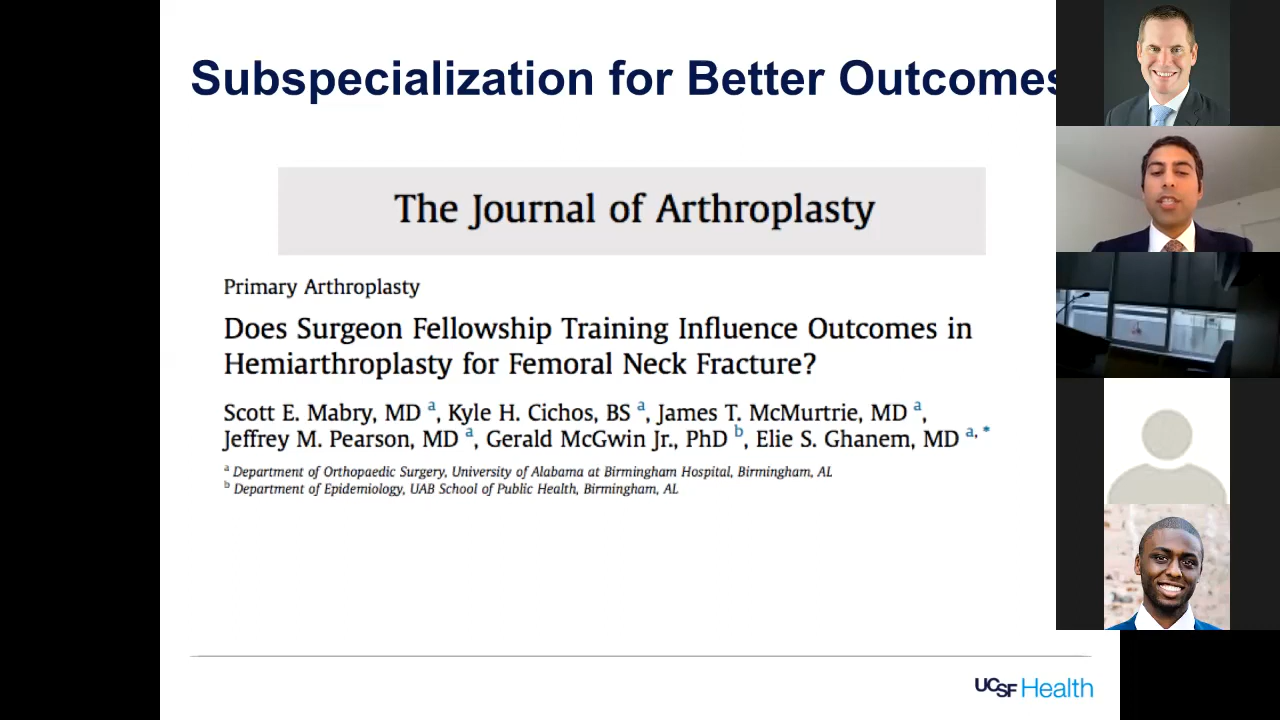 Subspecialization for Better Outcomes
The Journal of Arthroplasty
Primary Arthroplasty
Does Surgeon Fellowship Training Influence Outcomes in
Hemiarthroplasty for Femoral Neck Fracture?
Scott E. Mabry, MD a, Kyle H. Cichos, BS a, James T. McMurtrie, MD a,
Jeffrey M. Pearson, MD a, Gerald McGwin Jr., PhD b, Elie S. Ghanem, MD a, *
a Department of Orthopaedic Surgery, University of Alabama at Birmingham Hospital, Birmingham, AL
b Department of Epidemiology, UAB School of Public Health, Birmingham, AL
UCSF Health